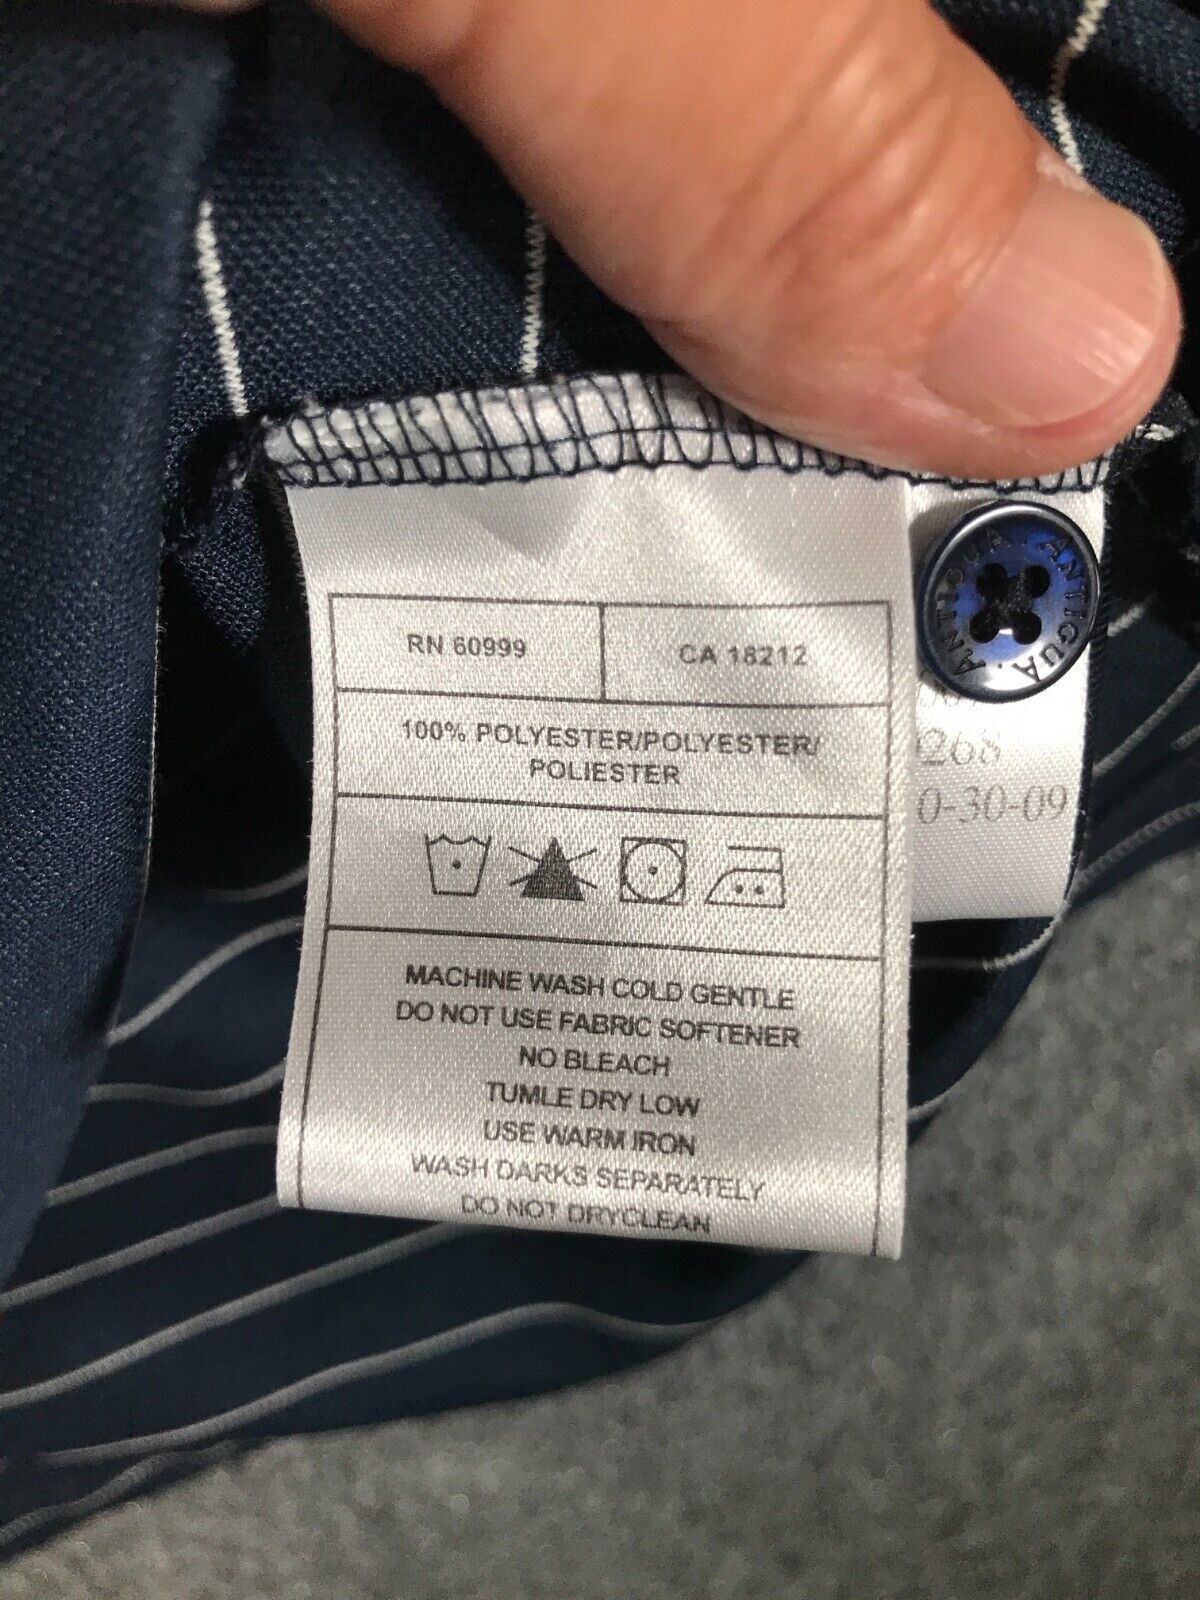 RN 60999
CA 18212
100% POLYESTER/POLYESTER/
POLIESTER
MACHINE WASH COLD GENTLE
DO NOT USE FABRIC SOFTENER
NO BLEACH
TUMLE DRY LOW
USE WARM IRON
WASH DARKS SEPARATELY
DO NOT DRYCLEAN
ANTIGUA . ANTIGUA .
268
0-30-09